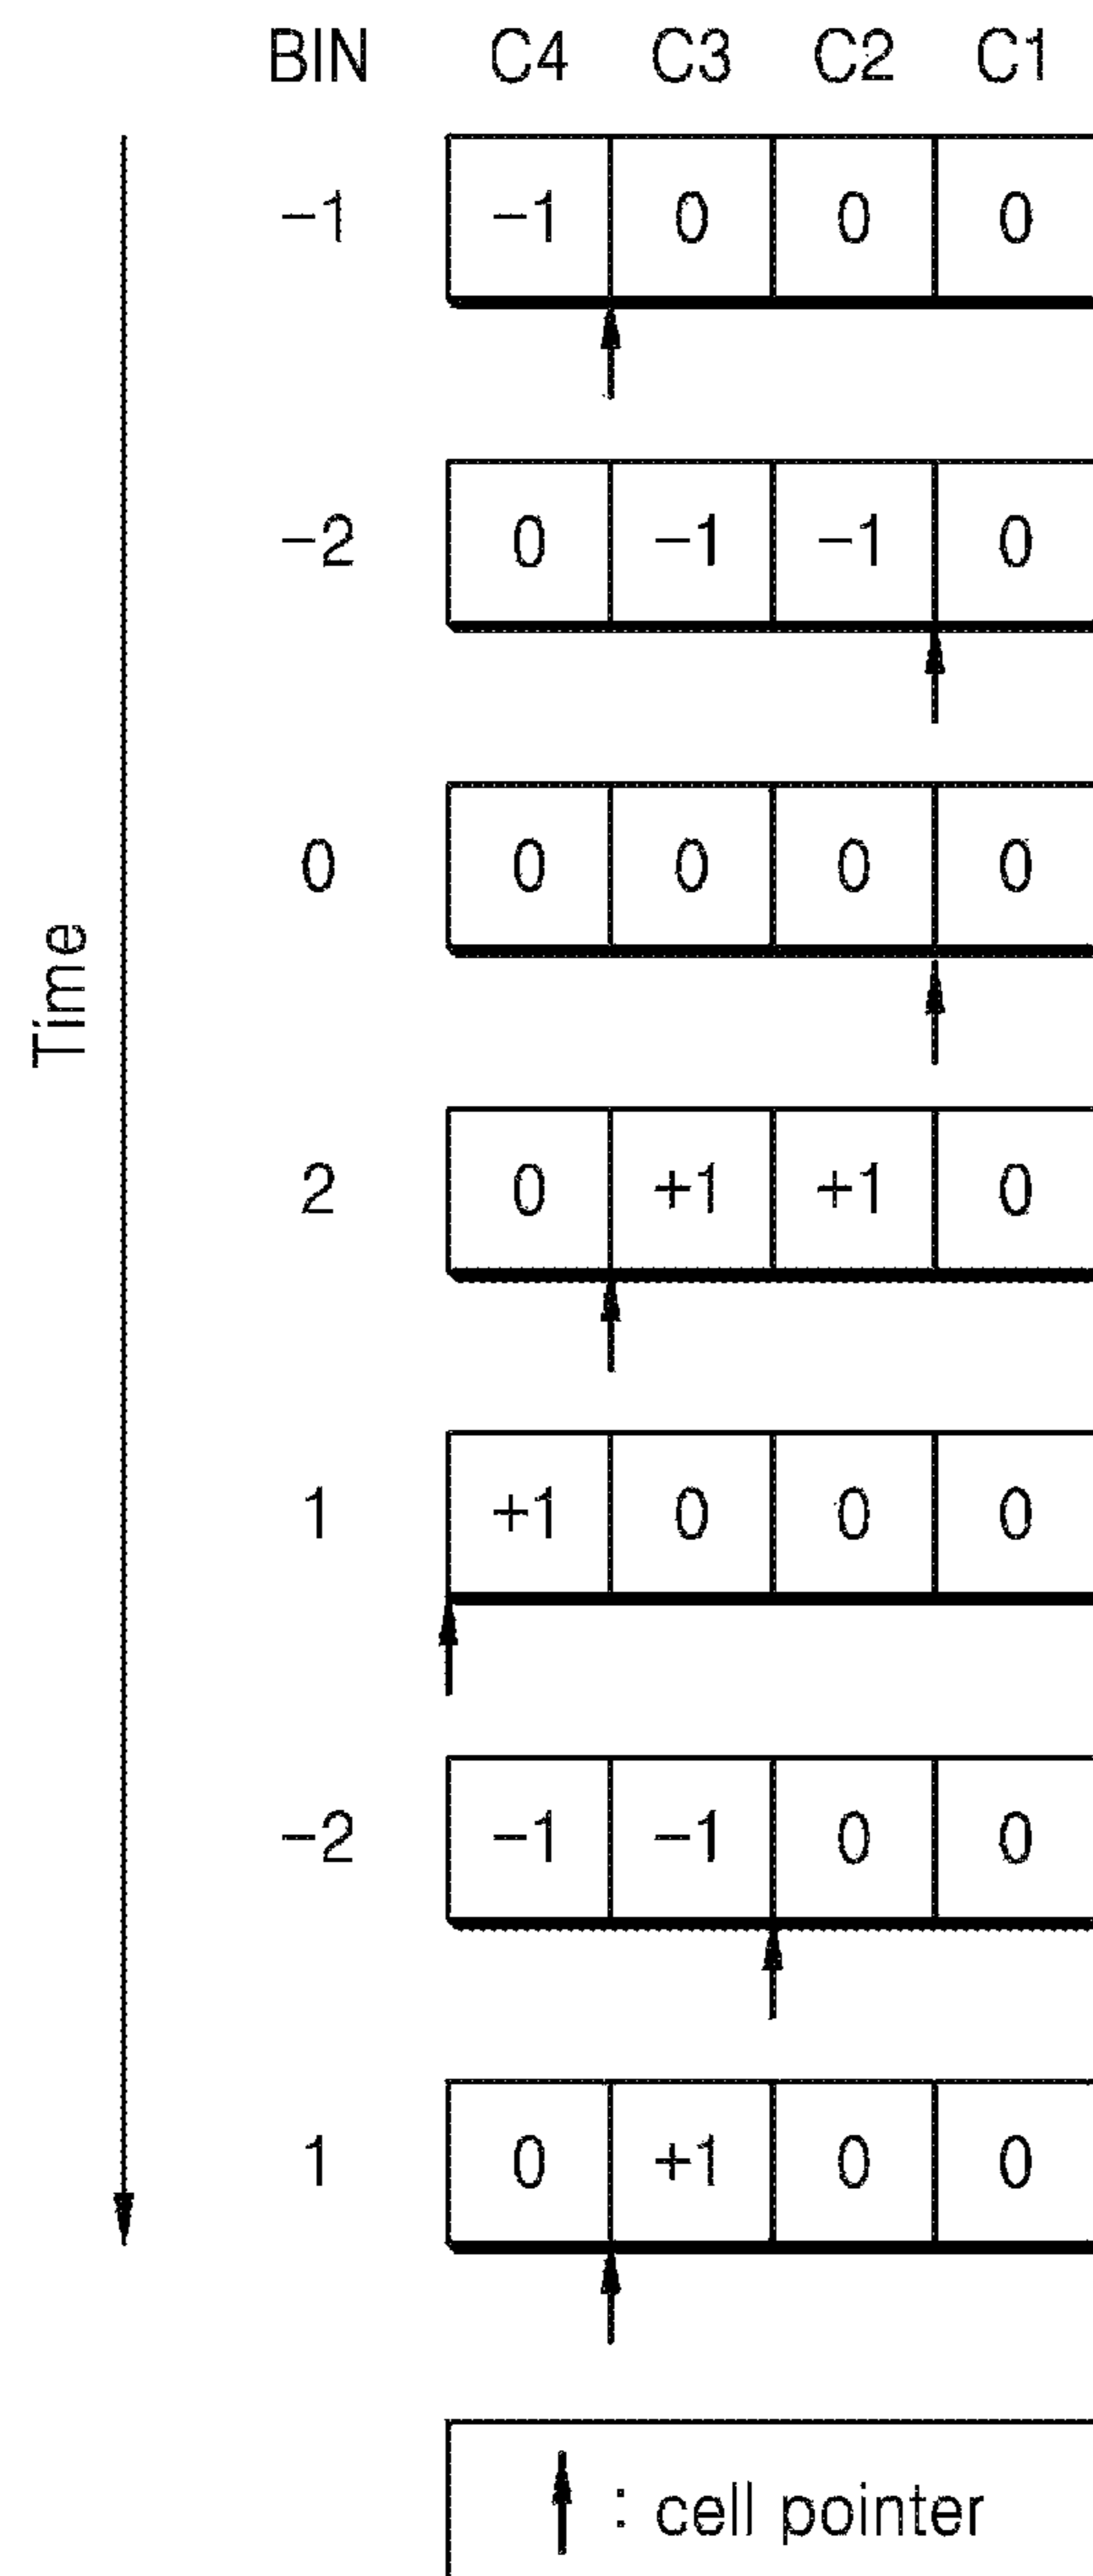 BIN C4 C3 C2 C1
−1 −1 0 0 0
−2 0 −1 −1 0
0 0 0 0 0
Time
2 0 +1 +1 0
1 +1 0 0 0
−2 −1 −1 0 0
1 0 +1 0 0
: cell pointer